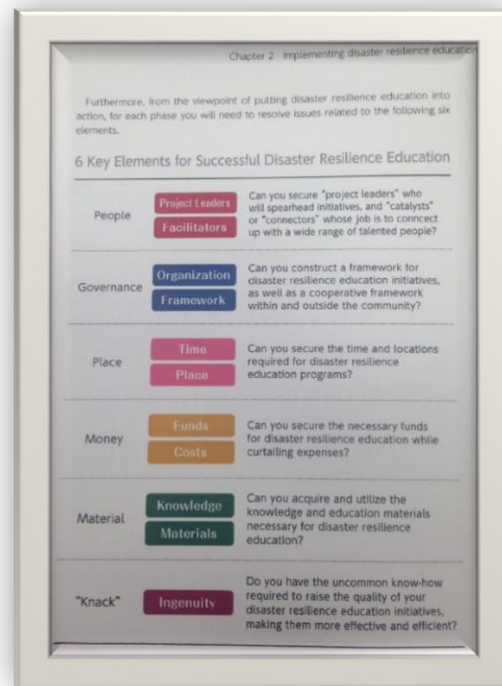 Chapter 2 Implementing disaster resilience education
Furthermore, from the viewpoint of putting disaster resilience education into
action, for each phase you will need to resolve issues related to the following six
elements.
6 Key Elements for Successful Disaster Resilience Education
People
Project Leaders
Facilitators
Can you secure "project leaders" who
will spearhead initiatives, and "catalysts"
or "connectors" whose job is to conncect
up with a wide range of talented people?
Governance
Organization
Framework
Can you construct a framework for
disaster resilience education initiatives,
as well as a cooperative framework
within and outside the community?
Place
Time
Place
Can you secure the time and locations
required for disaster resilience
education programs?
Money
Funds
Costs
Can you secure the necessary funds
for disaster resilience education while
curtailing expenses?
Material
Knowledge
Materials
Can you acquire and utilize the
knowledge and education materials
necessary for disaster resilience
education?
"Knack"
Ingenuity
Do you have the uncommon know-how
required to raise the quality of your
disaster resilience education initiatives,
making them more effective and efficient?